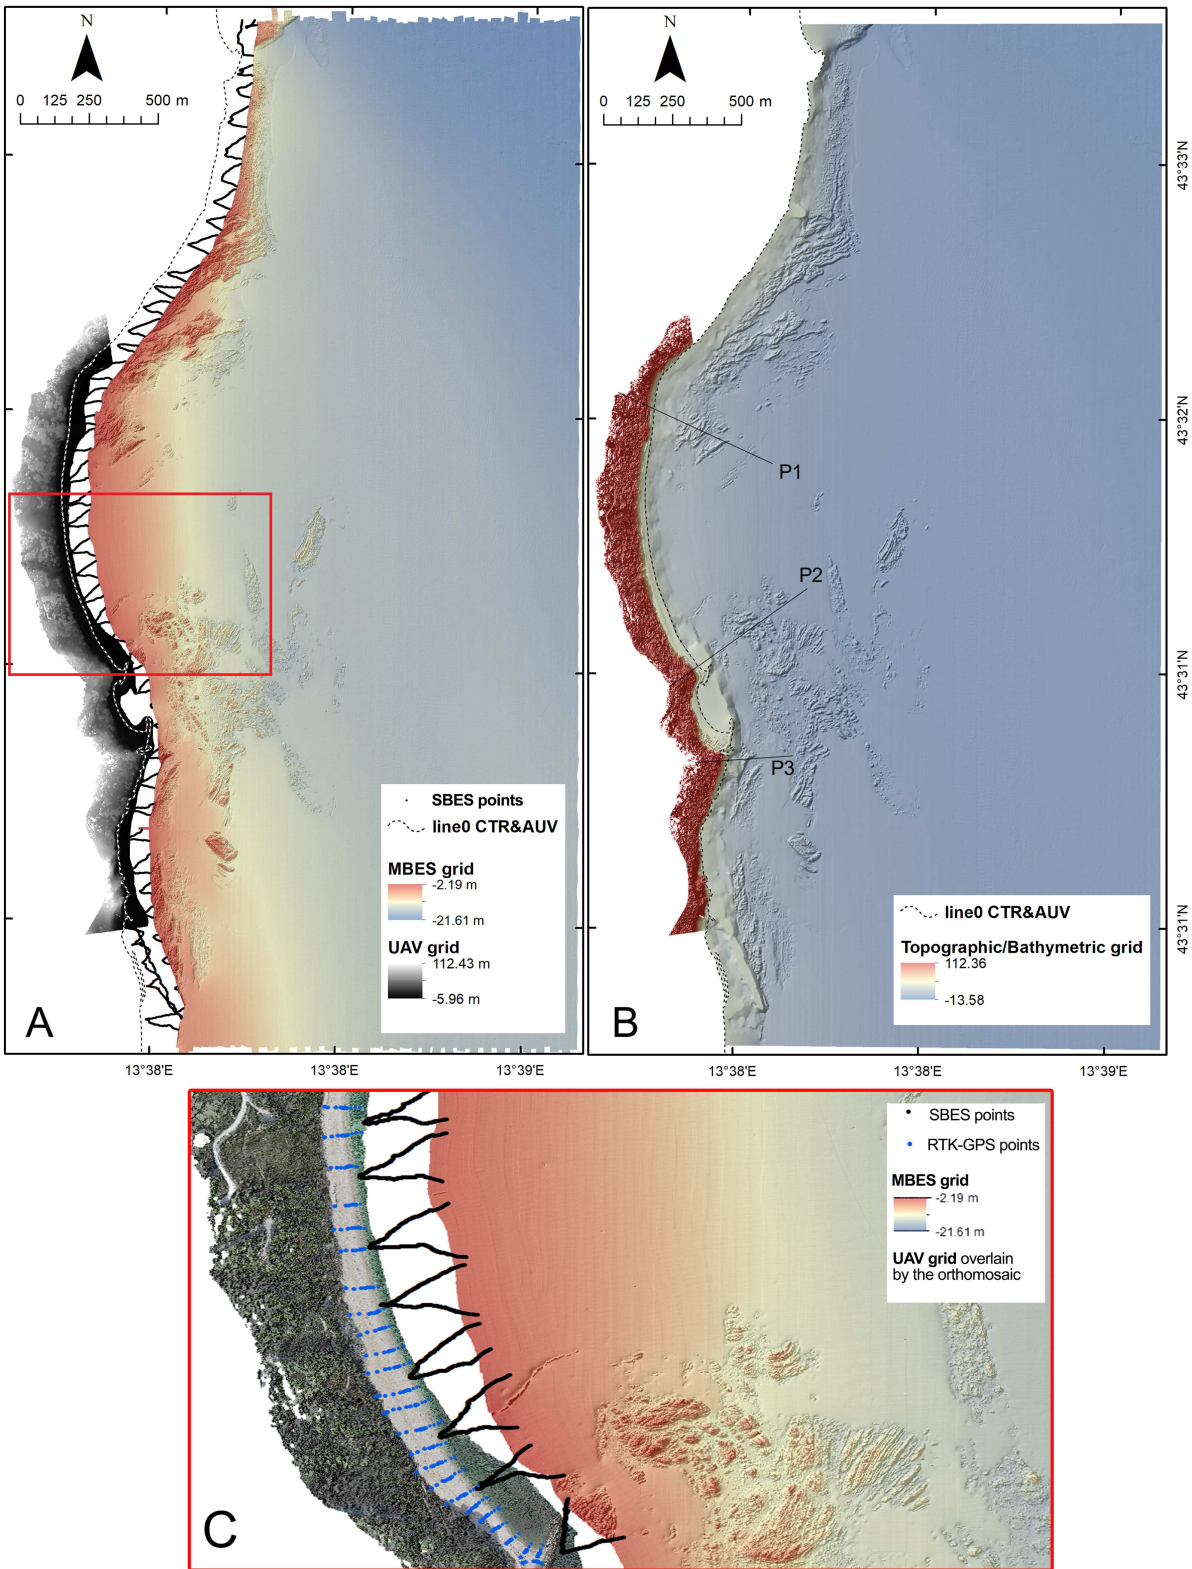 N
0 125 250 500 m
SBES points
line0 CTR&AUV
MBES grid
-2.19 m
-21.61 m
UAV grid
112.43 m
-5.96 m
A
13°38'E 13°38'E 13°39'E
N
0 125 250 500 m
P1
P2
P3
line0 CTR&AUV
Topographic/Bathymetric grid
112.36
-13.58
B
43°33'N
43°32'N
43°31'N
43°31'N
13°38'E 13°38'E 13°39'E
SBES points
RTK-GPS points
MBES grid
-2.19 m
-21.61 m
UAV grid overlain
by the orthomosaic
C